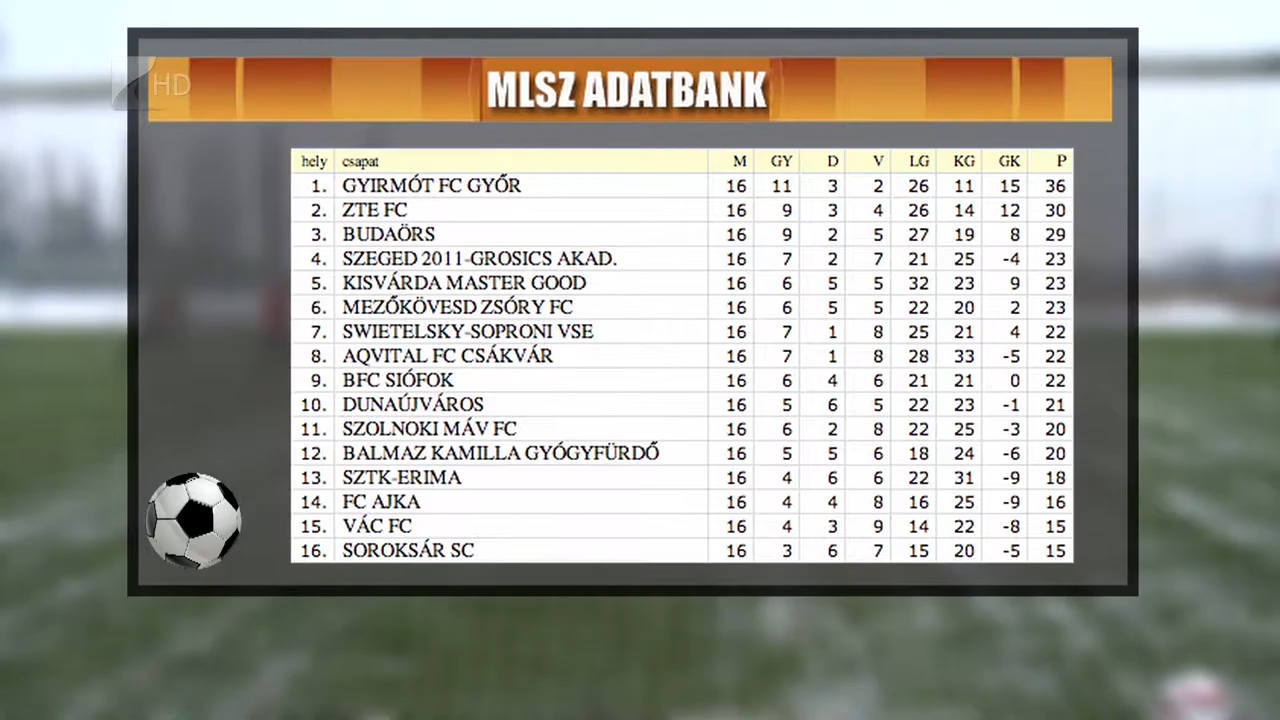 HD
MLSZ ADATBANK
hely csapat M GY D V LG KG GK P
1. GYIRMÓT FC GYŐR 16 11 3 2 26 11 15 36
2. ZTE FC 16 9 3 4 26 14 12 30
3. BUDAÖRS 16 9 2 5 27 19 8 29
4. SZEGED 2011-GROSICS AKAD. 16 7 2 7 21 25 -4 23
5. KISVÁRDA MASTER GOOD 16 6 5 5 32 23 9 23
6. MEZŐKÖVESD ZSÓRY FC 16 6 5 5 22 20 2 23
7. SWIETELSKY-SOPRONI VSE 16 7 1 8 25 21 4 22
8. AQVITAL FC CSÁKVÁR 16 7 1 8 28 33 -5 22
9. BFC SIÓFOK 16 6 4 6 21 21 0 22
10. DUNAÚJVÁROS 16 5 6 5 22 23 -1 21
11. SZOLNOKI MÁV FC 16 6 2 8 22 25 -3 20
12. BALMAZ KAMILLA GYÓGYFÜRDŐ 16 5 5 6 18 24 -6 20
13. SZTK-ERIMA 16 4 6 6 22 31 -9 18
14. FC AJKA 16 4 4 8 16 25 -9 16
15. VÁC FC 16 4 3 9 14 22 -8 15
16. SOROKSÁR SC 16 3 6 7 15 20 -5 15